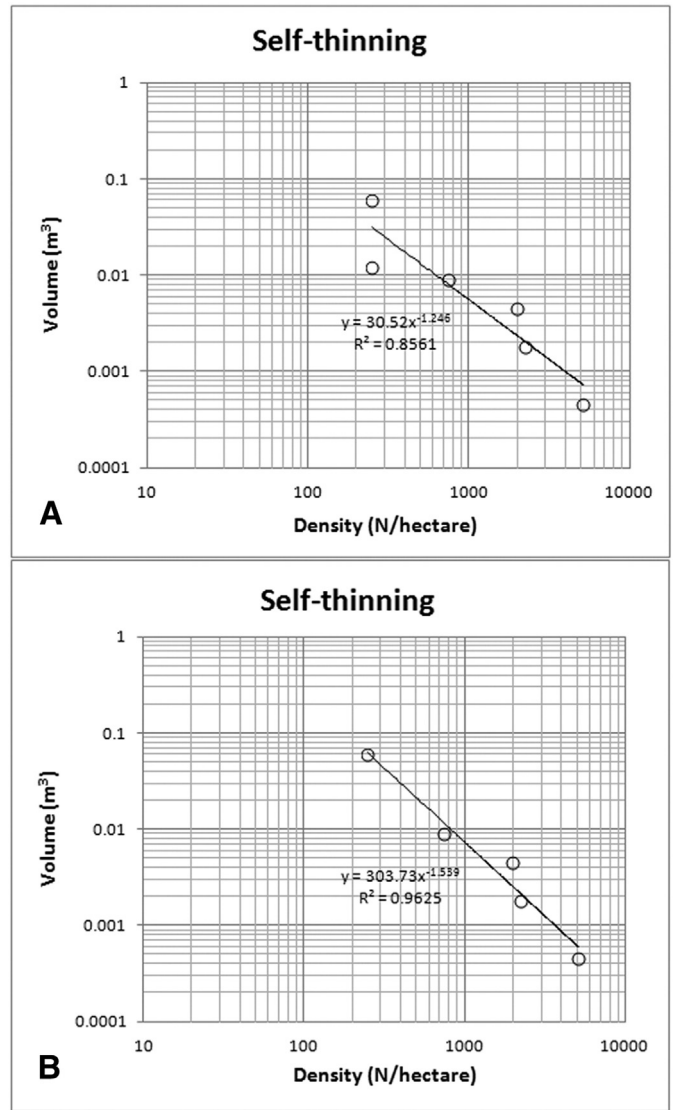 Self-thinning
1
0.1
0.01
0.001
0.0001
Volume (m³)
y = 30.52x⁻¹·²⁴⁶
R² = 0.8561
10 100 1000 10000
Density (N/hectare)
A
Self-thinning
1
0.1
0.01
0.001
0.0001
Volume (m³)
y = 303.73x⁻¹·⁵³⁹
R² = 0.9625
10 100 1000 10000
Density (N/hectare)
B